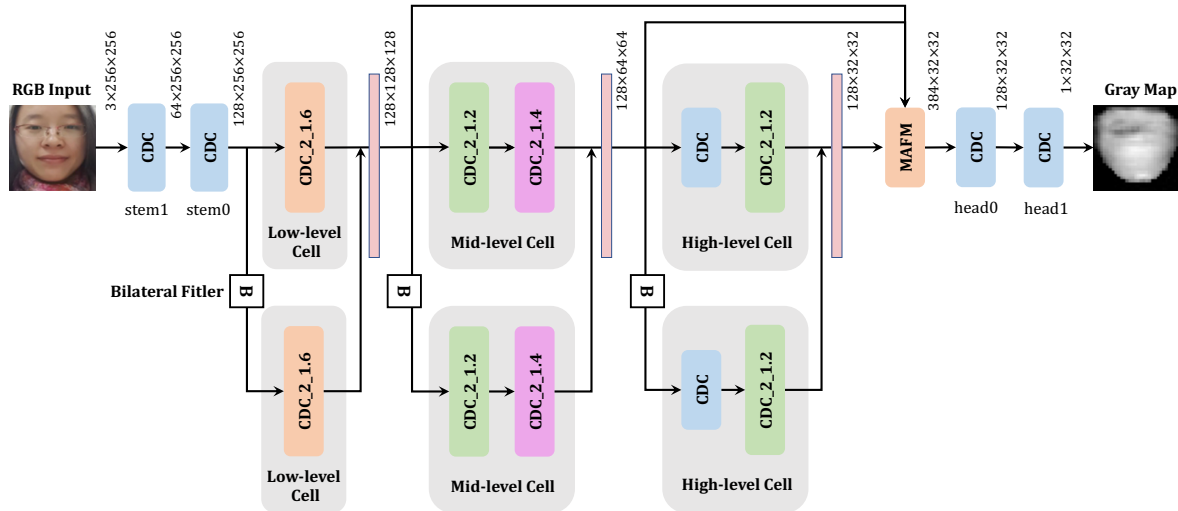 RGB Input
3×256×256
CDC
stem1
64×256×256
CDC
stem0
128×256×256
CDC_2_1.6
Low-level
Cell
128×128×128
CDC_2_1.2
CDC_2_1.4
Mid-level Cell
128×64×64
CDC
CDC_2_1.2
High-level Cell
128×32×32
MAFM
384×32×32
CDC
head0
128×32×32
CDC
head1
1×32×32
Gray Map
Bilateral Fitler
B
B
B
CDC_2_1.6
Low-level
Cell
CDC_2_1.2
CDC_2_1.4
Mid-level Cell
CDC
CDC_2_1.2
High-level Cell